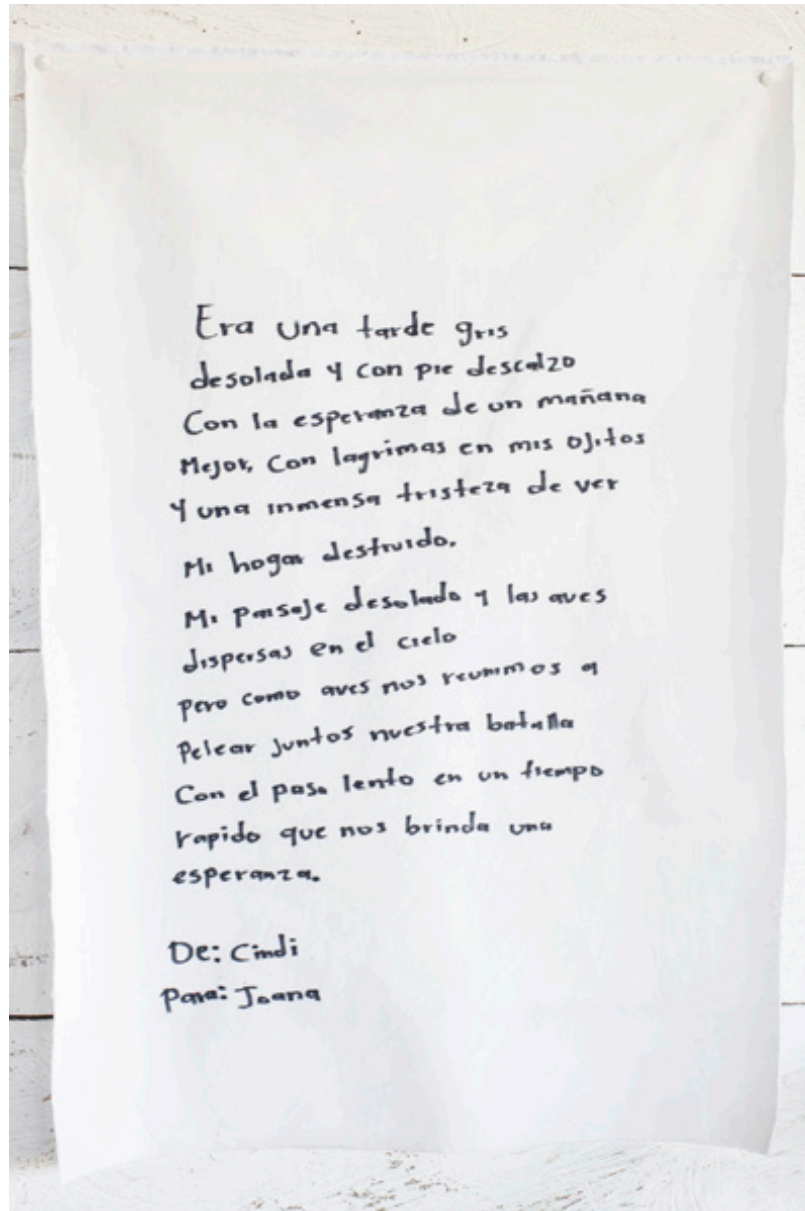 Era una tarde gris
desolada y con pie descalzo
Con la esperanza de un mañana
Mejor, Con lagrimas en mis ojitos
Y una inmensa tristeza de ver
Mi hogar destruido.
Mi paisaje desolado y las aves
dispersas en el cielo
pero como aves nos reunimos a
Pelear juntos nuestra batalla
Con el paso lento en un tiempo
rapido que nos brinda una
esperanza.
De: Cindi
Para: Joana